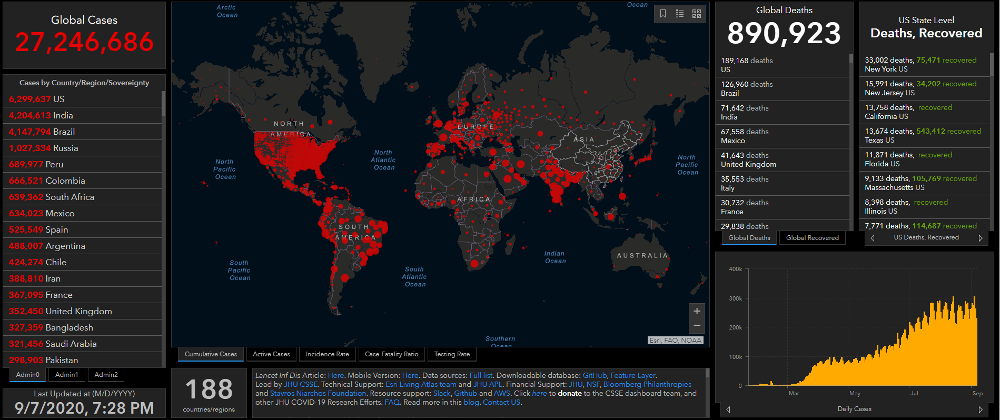 Global Cases
27,246,686
Cases by Country/Region/Sovereignty
6,299,637 US
4,204,613 India
4,147,794 Brazil
1,027,334 Russia
689,977 Peru
666,521 Colombia
639,362 South Africa
634,023 Mexico
525,549 Spain
488,007 Argentina
424,274 Chile
388,810 Iran
367,095 France
352,450 United Kingdom
327,359 Bangladesh
321,456 Saudi Arabia
298,903 Pakistan
Admin0 Admin1 Admin2
Last Updated at (M/D/YYYY)
9/7/2020, 7:28 PM
Arctic
Ocean
Ocean
NORTH
AMERICA
EUROPE
ASIA
North
Pacific
Ocean
North
Atlantic
Ocean
North
Pacific
Ocean
AFRICA
SOUTH
AMERICA
AUSTRALIA
South
Pacific
Ocean
South
Atlantic
Ocean
Indian
Ocean
Southern
Ocean
+
−
Esri, FAO, NOAA
Cumulative Cases Active Cases Incidence Rate Case-Fatality Ratio Testing Rate
188
countries/regions
Lancet Inf Dis Article: Here. Mobile Version: Here. Data sources: Full list. Downloadable database: GitHub, Feature Layer.
Lead by JHU CSSE. Technical Support: Esri Living Atlas team and JHU APL. Financial Support: JHU, NSF, Bloomberg Philanthropies
and Stavros Niarchos Foundation. Resource support: Slack, Github and AWS. Click here to donate to the CSSE dashboard team, and
other JHU COVID-19 Research Efforts. FAQ. Read more in this blog. Contact US.
Global Deaths
890,923
189,168 deaths
US
126,960 deaths
Brazil
71,642 deaths
India
67,558 deaths
Mexico
41,643 deaths
United Kingdom
35,553 deaths
Italy
30,732 deaths
France
29,838 deaths
Global Deaths Global Recovered
US State Level
Deaths, Recovered
33,002 deaths, 75,471 recovered
New York US
15,991 deaths, 34,202 recovered
New Jersey US
13,758 deaths, recovered
California US
13,674 deaths, 543,412 recovered
Texas US
11,871 deaths, recovered
Florida US
9,133 deaths, 105,769 recovered
Massachusetts US
8,398 deaths, recovered
Illinois US
7,771 deaths, 114,687 recovered
US Deaths, Recovered
400k
300k
200k
100k
0
Mar May Jul Sep
Daily Cases